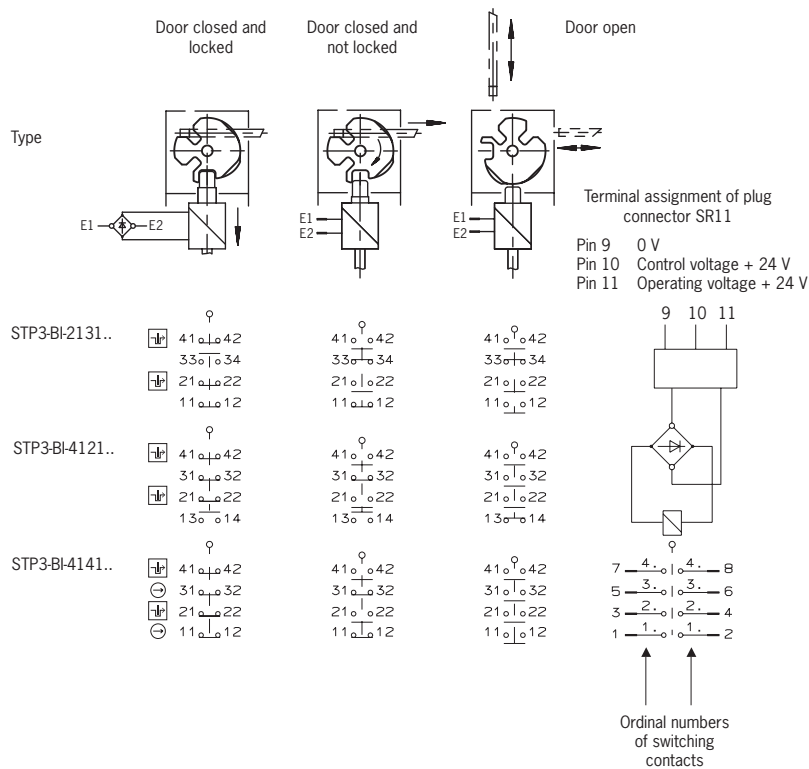 Door closed and
locked
Door closed and
not locked
Door open
Type
E1 E2
E1
E2
E1
E2
Terminal assignment of plug
connector SR11
Pin 9 0 V
Pin 10 Control voltage + 24 V
Pin 11 Operating voltage + 24 V
9 10 11
STP3-BI-2131..
41 42 41 42 41 42
33 34 33 34 33 34
21 22 21 22 21 22
11 12 11 12 11 12
STP3-BI-4121..
41 42 41 42 41 42
31 32 31 32 31 32
21 22 21 22 21 22
13 14 13 14 13 14
STP3-BI-4141..
41 42 41 42 41 42
31 32 31 32 31 32
21 22 21 22 21 22
11 12 11 12 11 12
7 4. 4. 8
5 3. 3. 6
3 2. 2. 4
1 1. 1. 2
Ordinal numbers
of switching
contacts